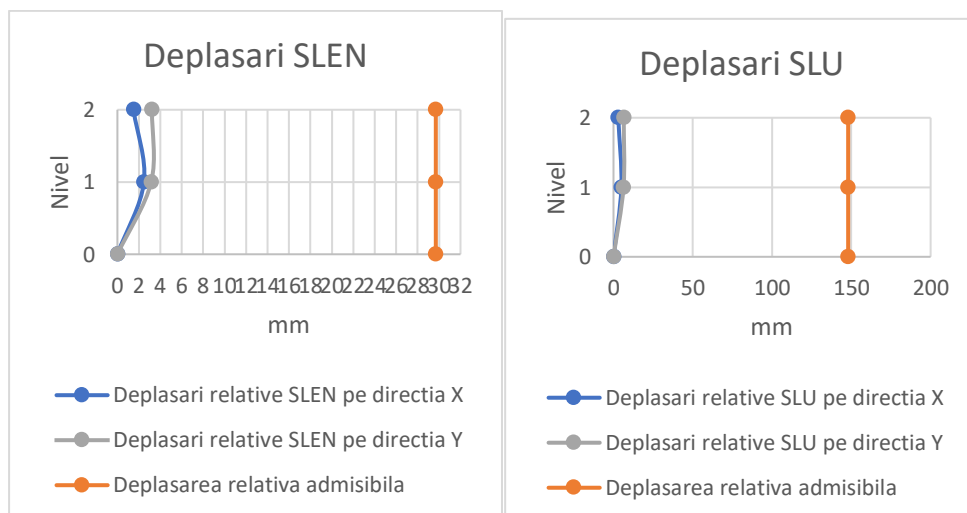 Deplasari SLEN
2
1
0
Nivel
0 2 4 6 8 10 12 14 16 18 20 22 24 26 28 30 32
mm
Deplasari relative SLEN pe directia X
Deplasari relative SLEN pe directia Y
Deplasarea relativa admisibila
Deplasari SLU
2
1
0
Nivel
0 50 100 150 200
mm
Deplasari relative SLU pe directia X
Deplasari relative SLU pe directia Y
Deplasarea relativa admisibila